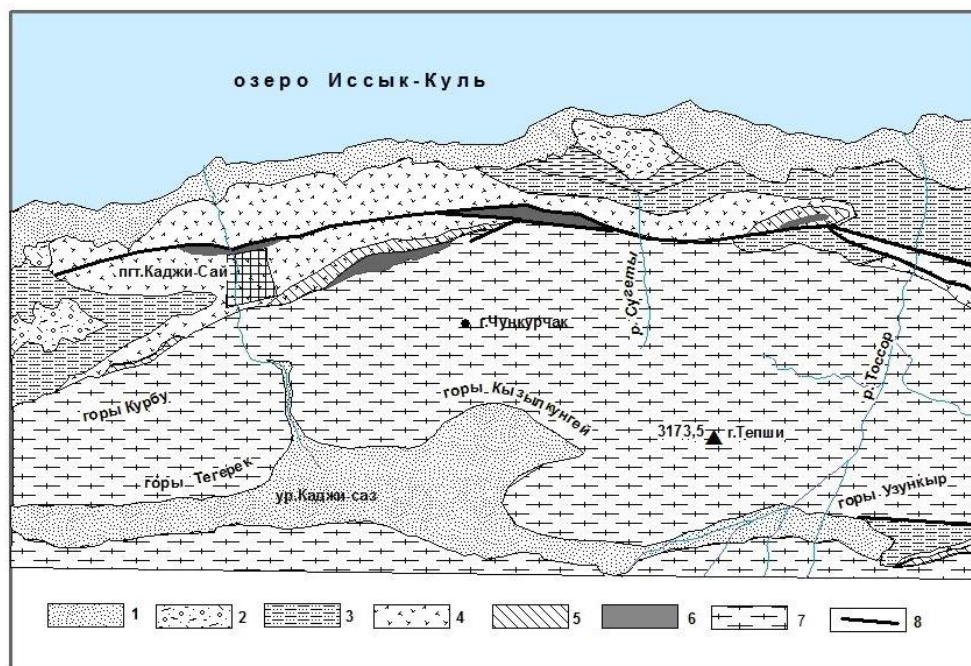 озеро Иссык-Куль
пгт.Каджи-Сай
р. Сугеты
г.Чункурчак
р. Тоссор
горы Курбу
горы Кызылкунгей
3173,5 г.Тепши
горы Тегерек
ур.Каджи-саз
горы Узункыр
1 2 3 4 5 6 7 8